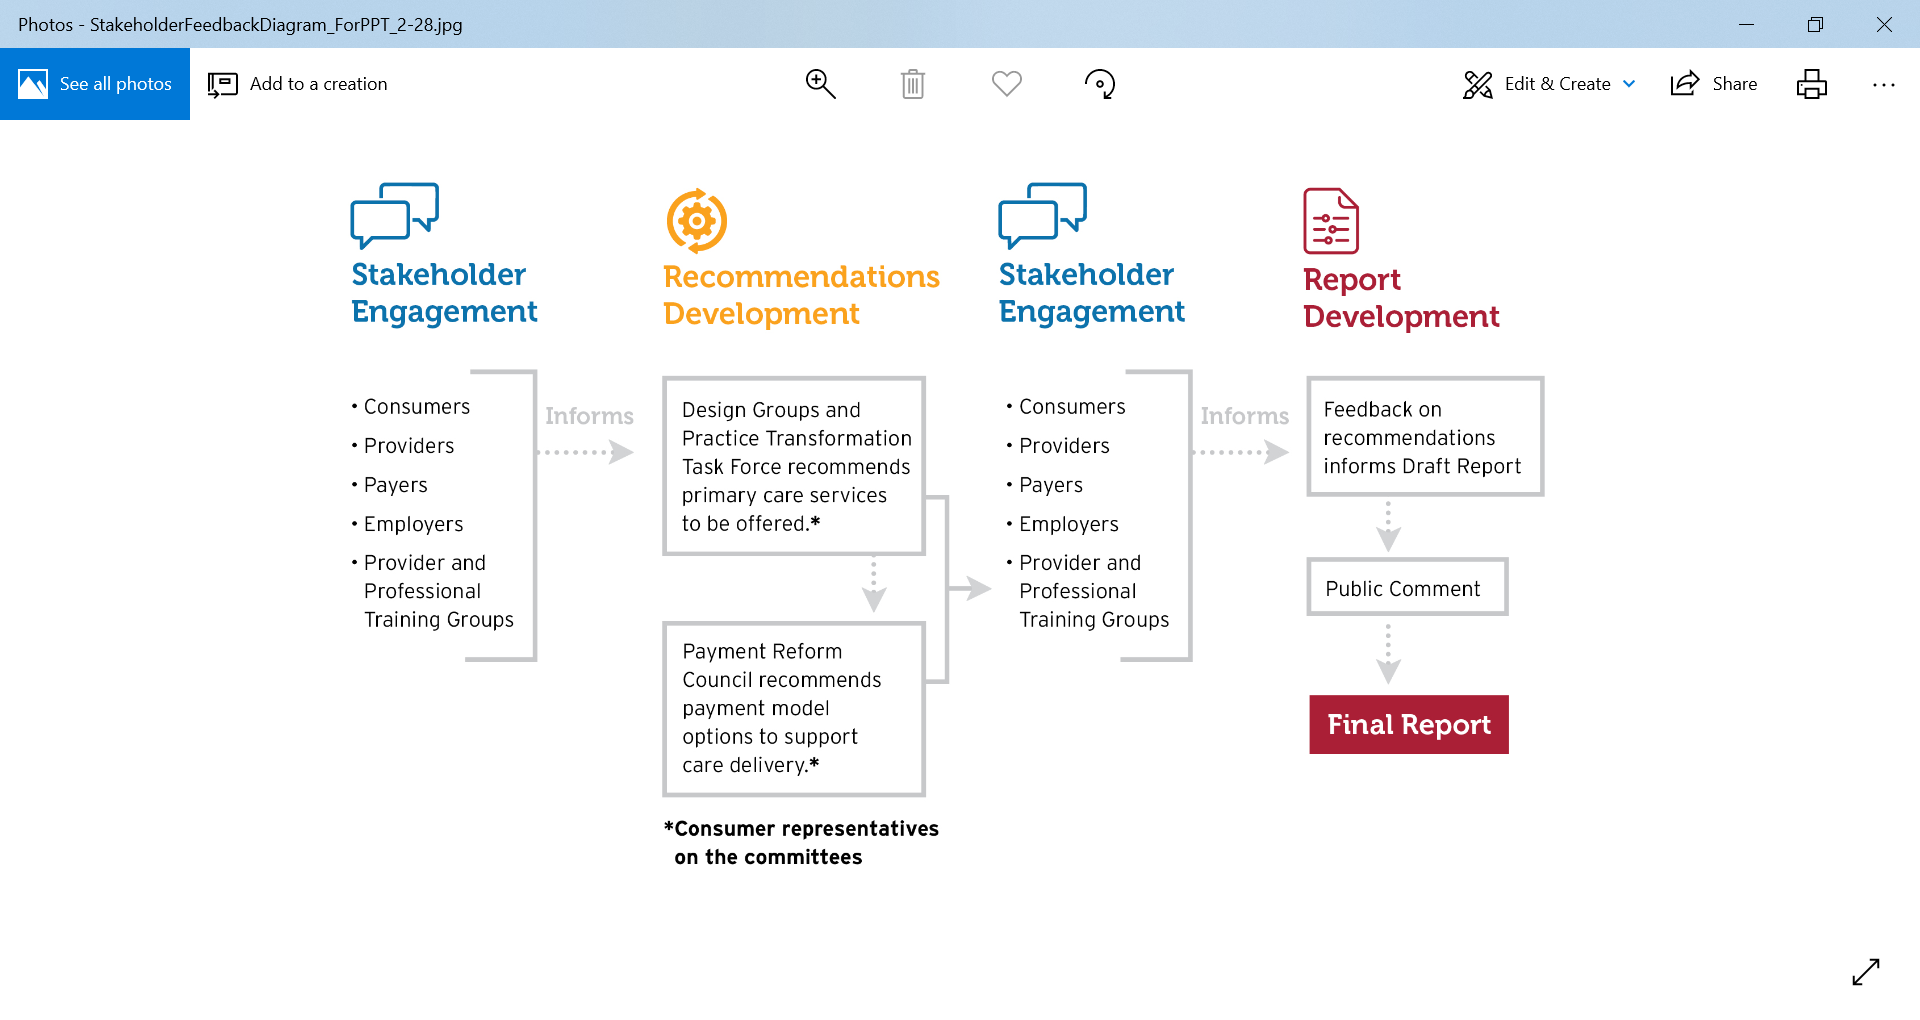 Photos - StakeholderFeedbackDiagram_ForPPT_2-28.jpg
See all photos
Add to a creation
Edit & Create
Share
Stakeholder
Engagement
• Consumers
• Providers
• Payers
• Employers
• Provider and
Professional
Training Groups
Informs
Recommendations
Development
Design Groups and
Practice Transformation
Task Force recommends
primary care services
to be offered.*
Payment Reform
Council recommends
payment model
options to support
care delivery.*
*Consumer representatives
on the committees
Stakeholder
Engagement
• Consumers
• Providers
• Payers
• Employers
• Provider and
Professional
Training Groups
Informs
Report
Development
Feedback on
recommendations
informs Draft Report
Public Comment
Final Report